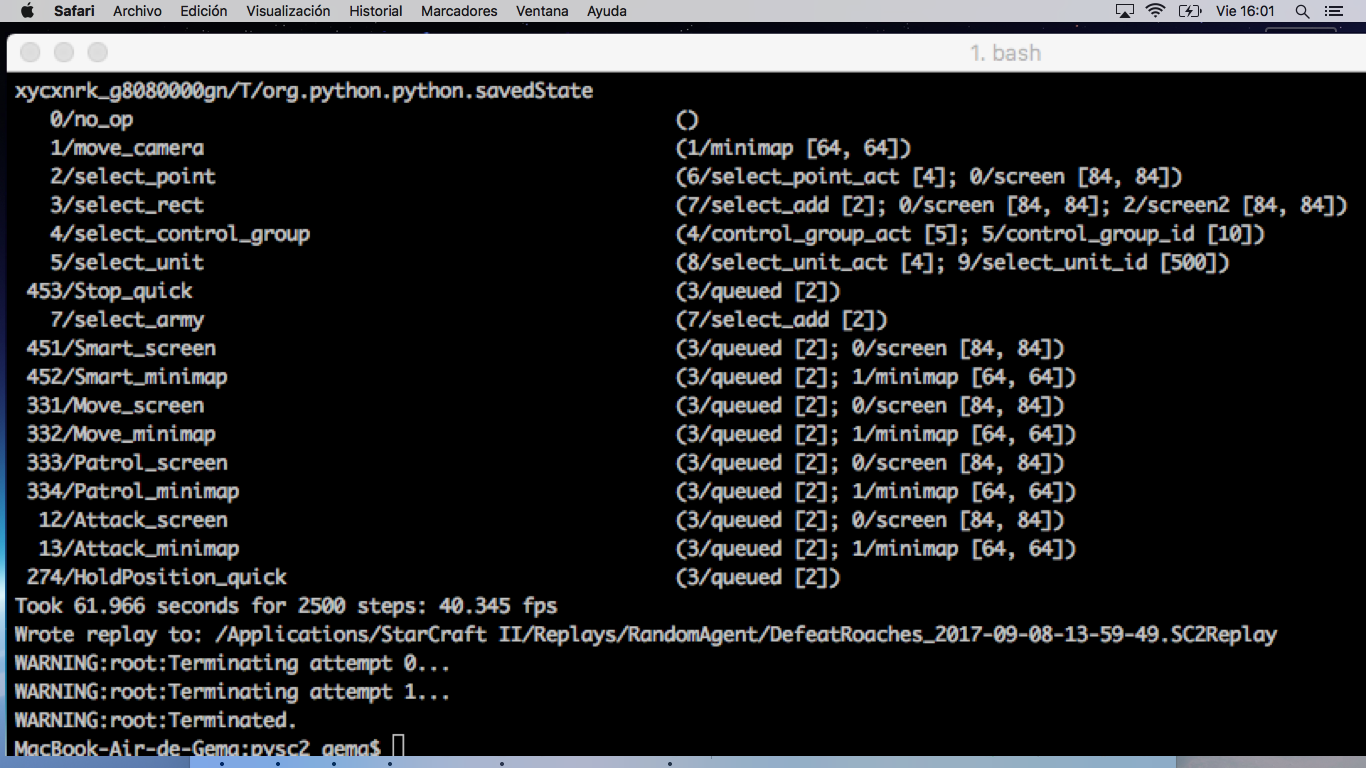 Safari Archivo Edición Visualización Historial Marcadores Ventana Ayuda Vie 16:01
1. bash
xycxnrk_g8080000gn/T/org.python.python.savedState
0/no_op ()
1/move_camera (1/minimap [64, 64])
2/select_point (6/select_point_act [4]; 0/screen [84, 84])
3/select_rect (7/select_add [2]; 0/screen [84, 84]; 2/screen2 [84, 84])
4/select_control_group (4/control_group_act [5]; 5/control_group_id [10])
5/select_unit (8/select_unit_act [4]; 9/select_unit_id [500])
453/Stop_quick (3/queued [2])
7/select_army (7/select_add [2])
451/Smart_screen (3/queued [2]; 0/screen [84, 84])
452/Smart_minimap (3/queued [2]; 1/minimap [64, 64])
331/Move_screen (3/queued [2]; 0/screen [84, 84])
332/Move_minimap (3/queued [2]; 1/minimap [64, 64])
333/Patrol_screen (3/queued [2]; 0/screen [84, 84])
334/Patrol_minimap (3/queued [2]; 1/minimap [64, 64])
12/Attack_screen (3/queued [2]; 0/screen [84, 84])
13/Attack_minimap (3/queued [2]; 1/minimap [64, 64])
274/HoldPosition_quick (3/queued [2])
Took 61.966 seconds for 2500 steps: 40.345 fps
Wrote replay to: /Applications/StarCraft II/Replays/RandomAgent/DefeatRoaches_2017-09-08-13-59-49.SC2Replay
WARNING:root:Terminating attempt 0...
WARNING:root:Terminating attempt 1...
WARNING:root:Terminated.
MacBook-Air-de-Gema:pysc2 gema$